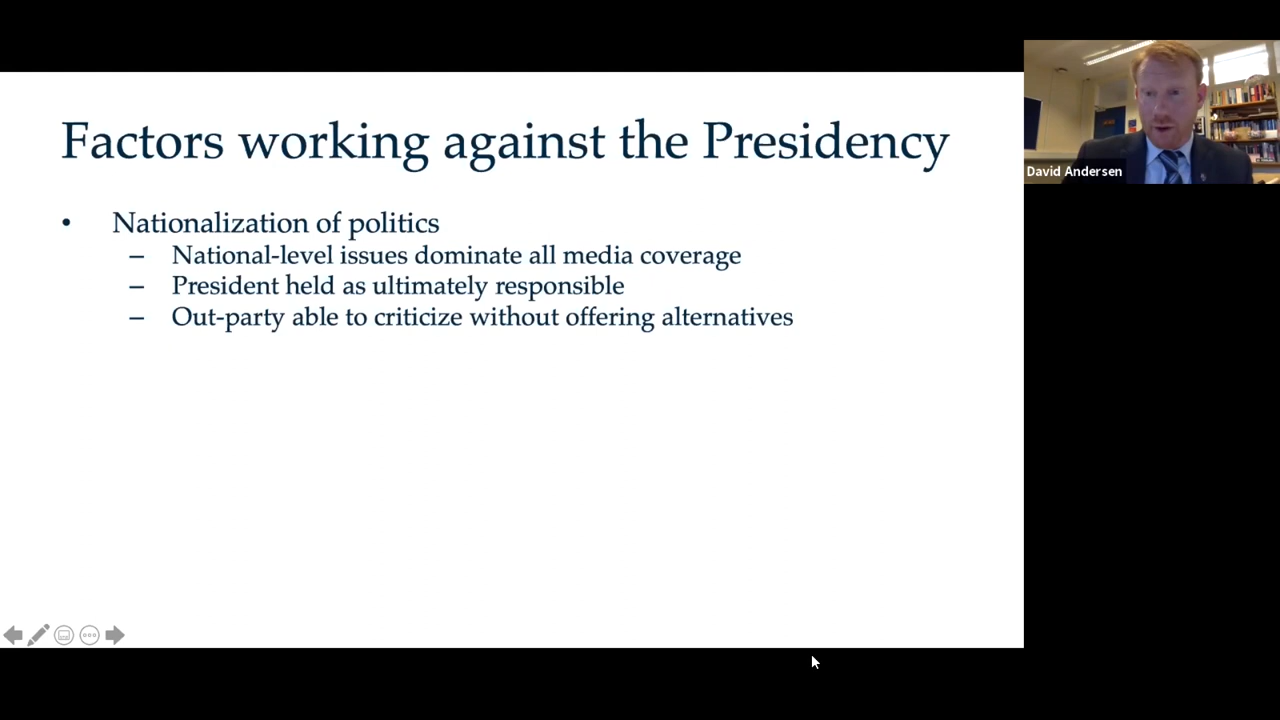 Factors working against the Presidency
• Nationalization of politics
– National-level issues dominate all media coverage
– President held as ultimately responsible
– Out-party able to criticize without offering alternatives
David Andersen